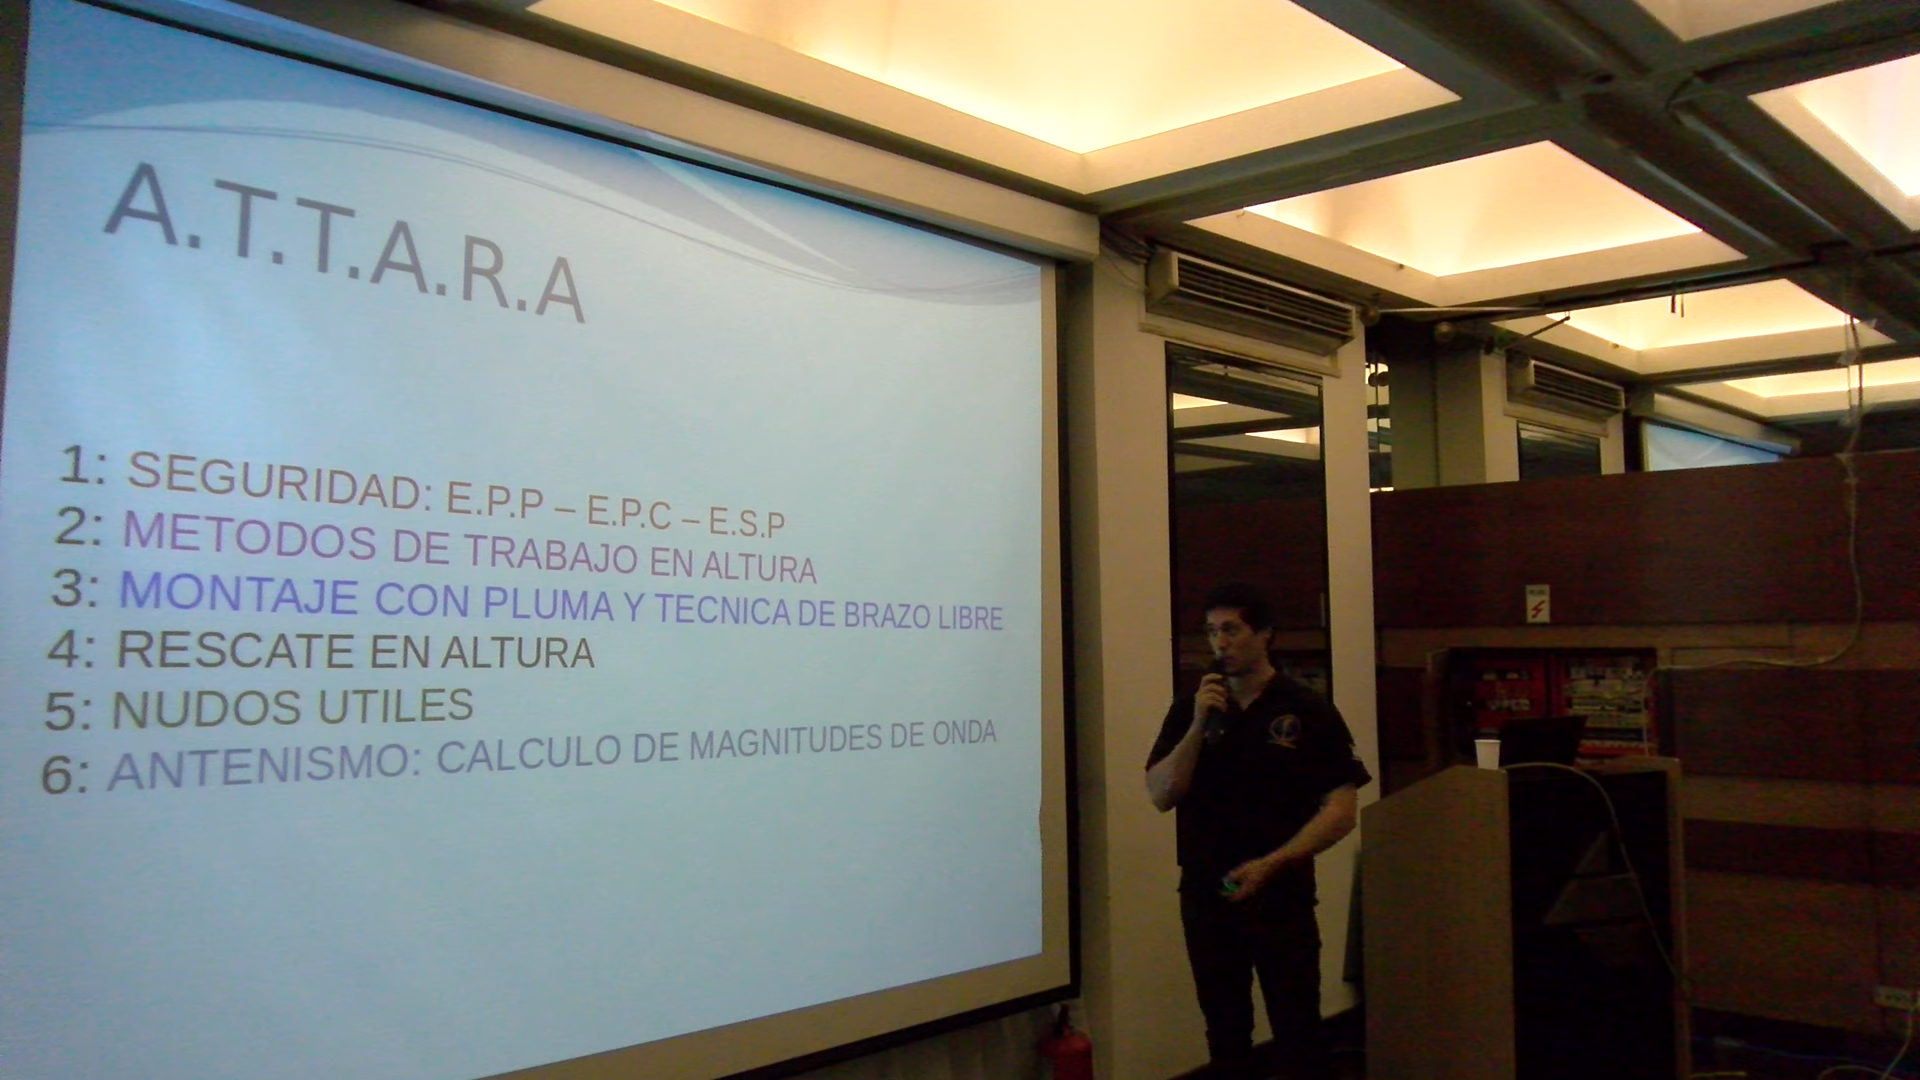 A.T.T.A.R.A
1: SEGURIDAD: E.P.P – E.P.C – E.S.P
2: METODOS DE TRABAJO EN ALTURA
3: MONTAJE CON PLUMA Y TECNICA DE BRAZO LIBRE
4: RESCATE EN ALTURA
5: NUDOS UTILES
6: ANTENISMO: CALCULO DE MAGNITUDES DE ONDA